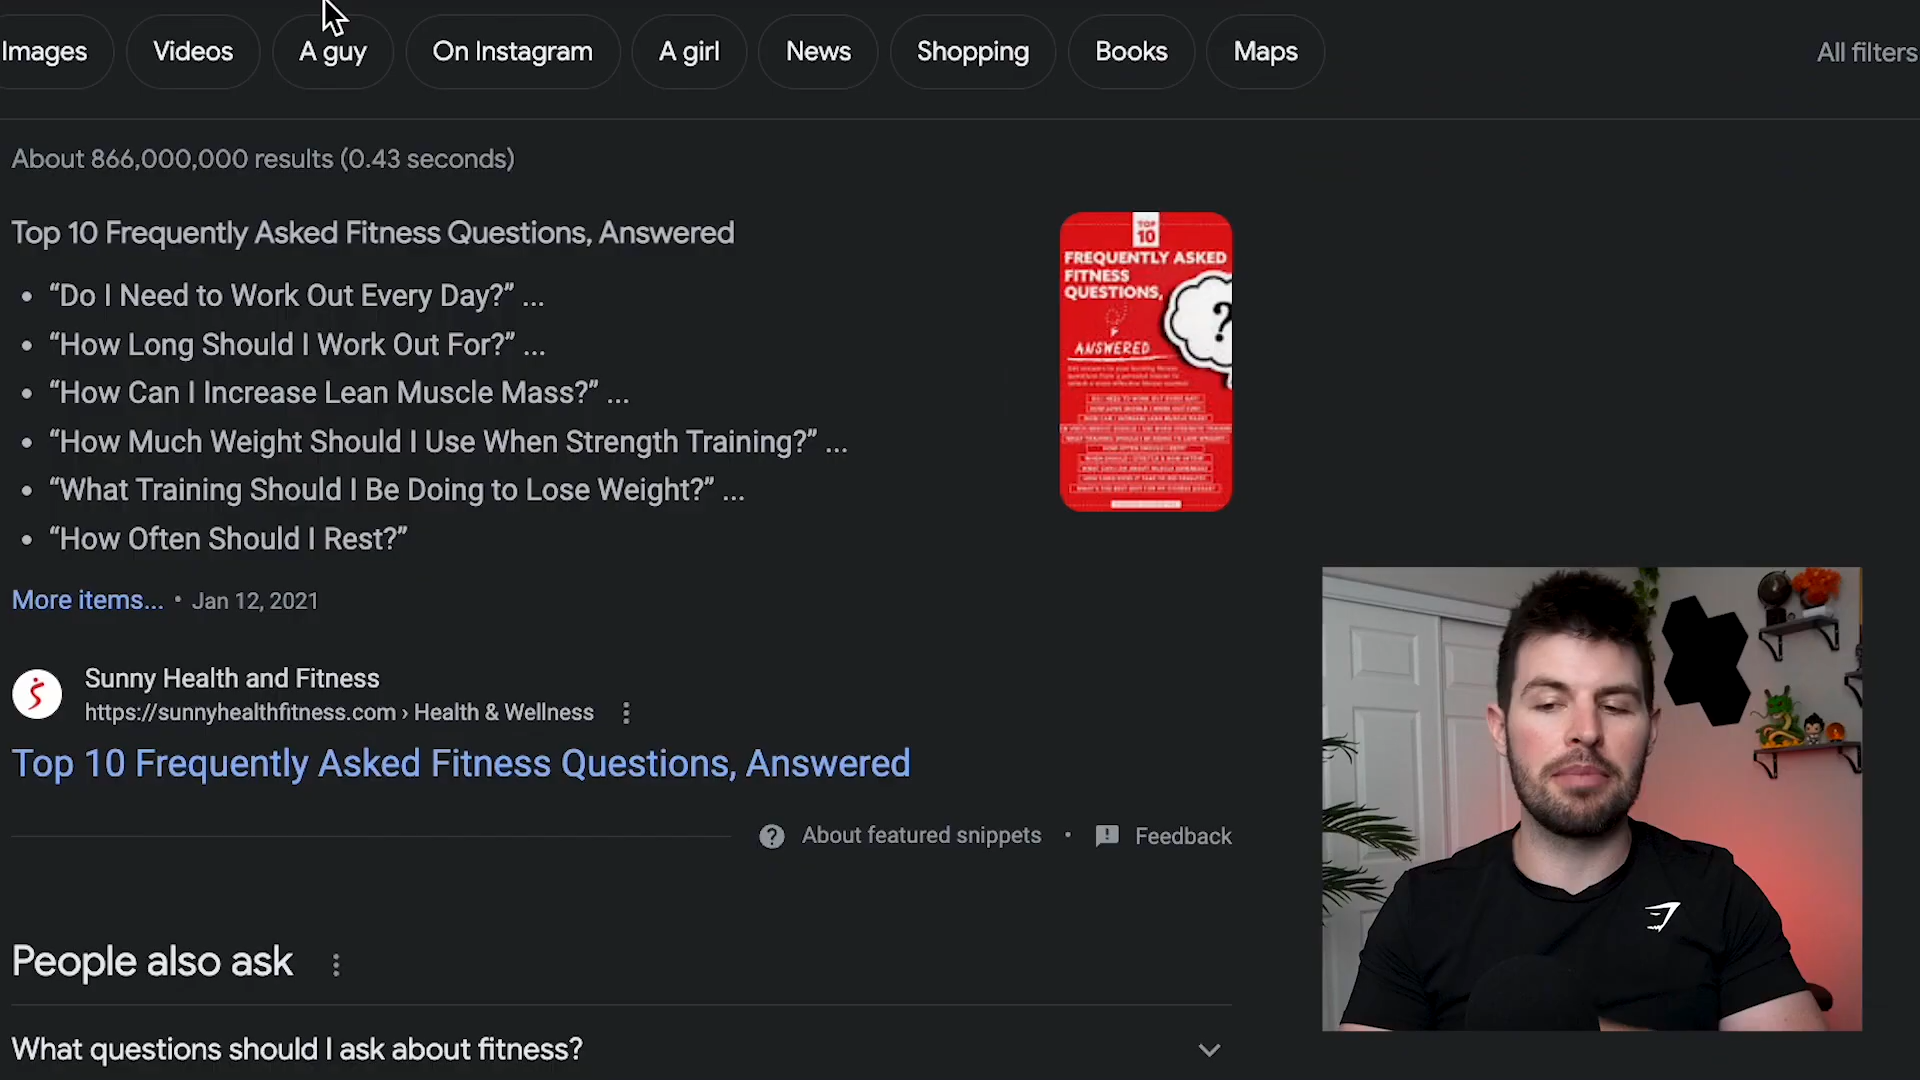 Images
Videos
A guy
On Instagram
A girl
News
Shopping
Books
Maps
All filters
About 866,000,000 results (0.43 seconds)
Top 10 Frequently Asked Fitness Questions, Answered
• “Do I Need to Work Out Every Day?” ...
• “How Long Should I Work Out For?” ...
• “How Can I Increase Lean Muscle Mass?” ...
• “How Much Weight Should I Use When Strength Training?” ...
• “What Training Should I Be Doing to Lose Weight?” ...
• “How Often Should I Rest?”
More items... • Jan 12, 2021
TOP
10
FREQUENTLY ASKED
FITNESS
QUESTIONS,
?
ANSWERED
Sunny Health and Fitness
https://sunnyhealthfitness.com › Health & Wellness
Top 10 Frequently Asked Fitness Questions, Answered
About featured snippets • Feedback
People also ask
What questions should I ask about fitness?